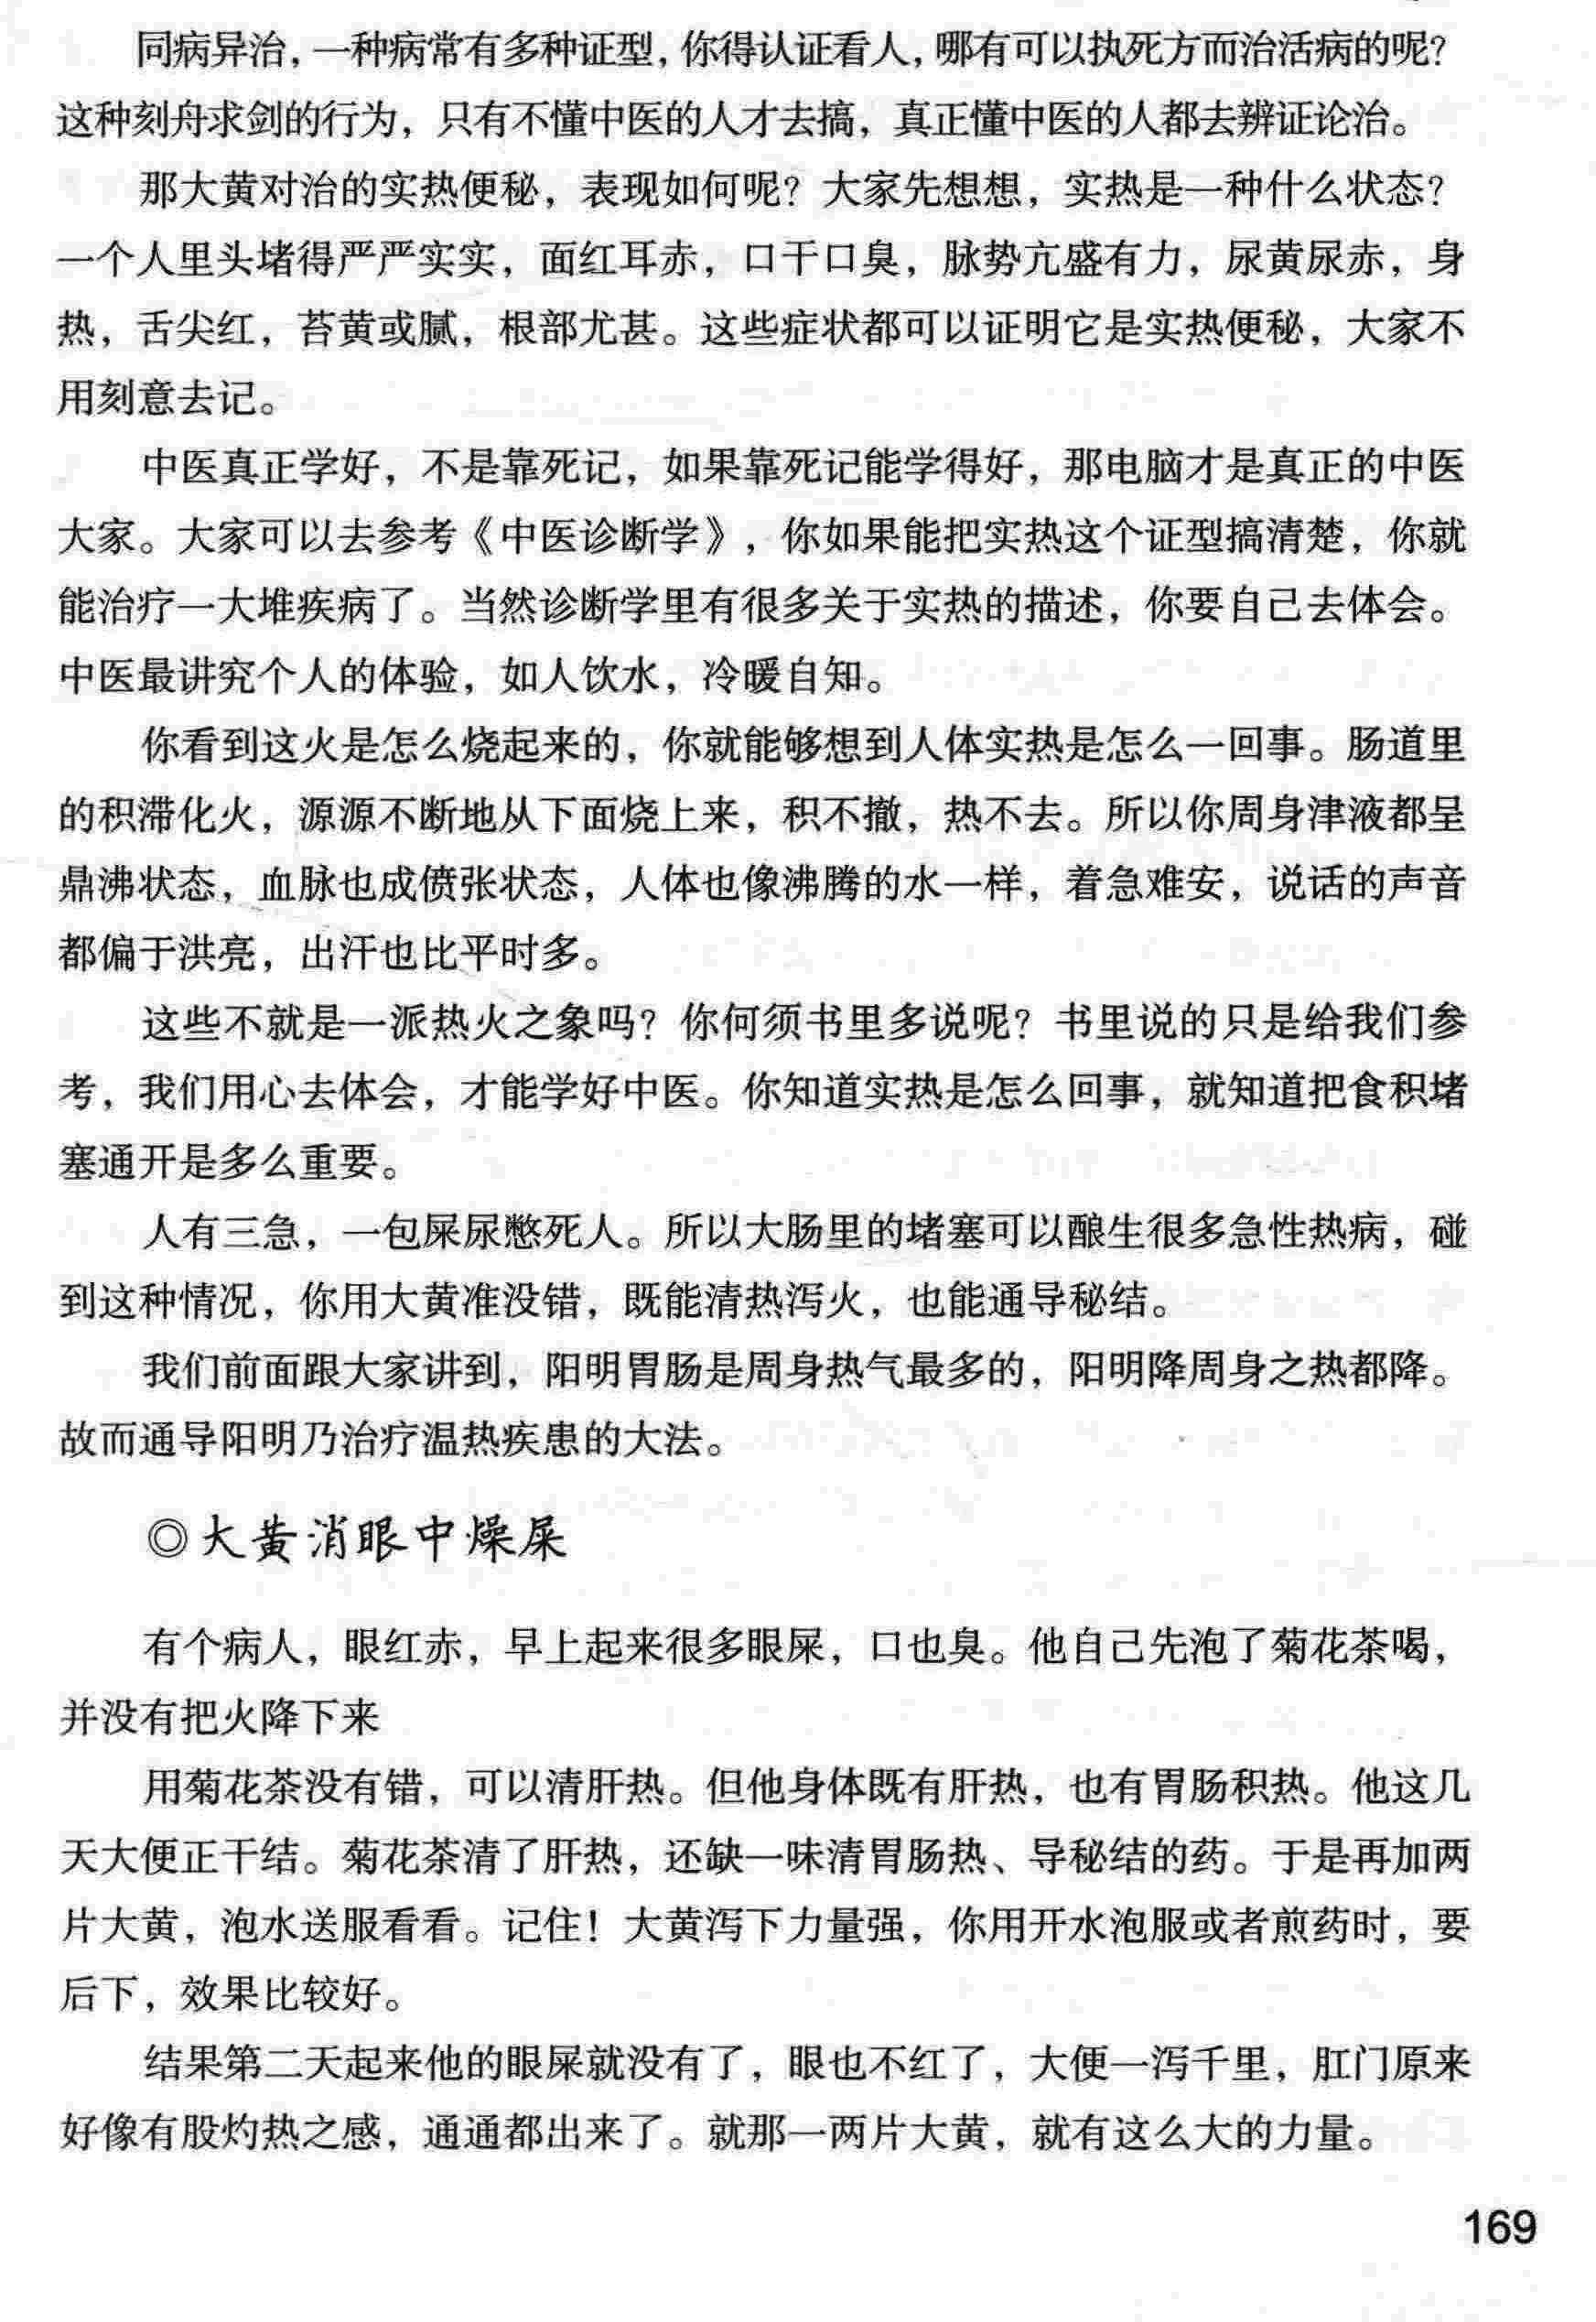 同病异治，一种病常有多种证型，你得认证看人，哪有可以执死方而治活病的呢？
这种刻舟求剑的行为，只有不懂中医的人才去搞，真正懂中医的人都去辨证论治。
那大黄对治的实热便秘，表现如何呢？大家先想想，实热是一种什么状态？
一个人里头堵得严严实实，面红耳赤，口干口臭，脉势亢盛有力，尿黄尿赤，身
热，舌尖红，苔黄或腻，根部尤甚。这些症状都可以证明它是实热便秘，大家不
用刻意去记。
中医真正学好，不是靠死记，如果靠死记能学得好，那电脑才是真正的中医
大家。大家可以去参考《中医诊断学》，你如果能把实热这个证型搞清楚，你就
能治疗一大堆疾病了。当然诊断学里有很多关于实热的描述，你要自己去体会。
中医最讲究个人的体验，如人饮水，冷暖自知。
你看到这火是怎么烧起来的，你就能够想到人体实热是怎么一回事。肠道里
的积滞化火，源源不断地从下面烧上来，积不撤，热不去。所以你周身津液都呈
鼎沸状态，血脉也成偾张状态，人体也像沸腾的水一样，着急难安，说话的声音
都偏于洪亮，出汗也比平时多。
这些不就是一派热火之象吗？你何须书里多说呢？书里说的只是给我们参
考，我们用心去体会，才能学好中医。你知道实热是怎么回事，就知道把食积堵
塞通开是多么重要。
人有三急，一包屎尿憋死人。所以大肠里的堵塞可以酿生很多急性热病，碰
到这种情况，你用大黄准没错，既能清热泻火，也能通导秘结。
我们前面跟大家讲到，阳明胃肠是周身热气最多的，阳明降周身之热都降。
故而通导阳明乃治疗温热疾患的大法。
◎大黄消眼中燥屎
有个病人，眼红赤，早上起来很多眼屎，口也臭。他自己先泡了菊花茶喝，
并没有把火降下来
用菊花茶没有错，可以清肝热。但他身体既有肝热，也有胃肠积热。他这几
天大便正干结。菊花茶清了肝热，还缺一味清胃肠热、导秘结的药。于是再加两
片大黄，泡水送服看看。记住！大黄泻下力量强，你用开水泡服或者煎药时，要
后下，效果比较好。
结果第二天起来他的眼屎就没有了，眼也不红了，大便一泻千里，肛门原来
好像有股灼热之感，通通都出来了。就那一两片大黄，就有这么大的力量。
169